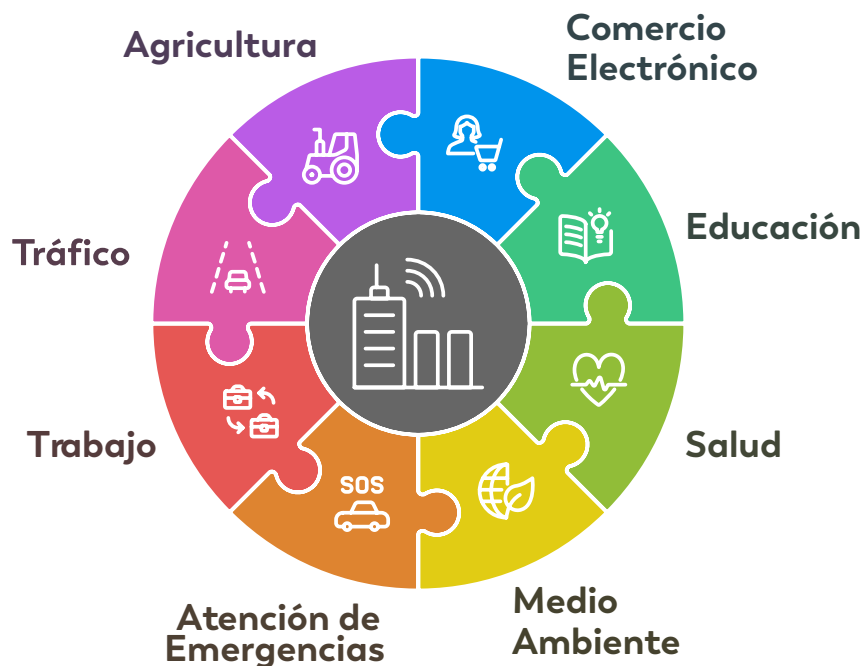 Agricultura
Comercio
Electrónico
Educación
Tráfico
Salud
Trabajo
SOS
Atención de
Emergencias
Medio
Ambiente